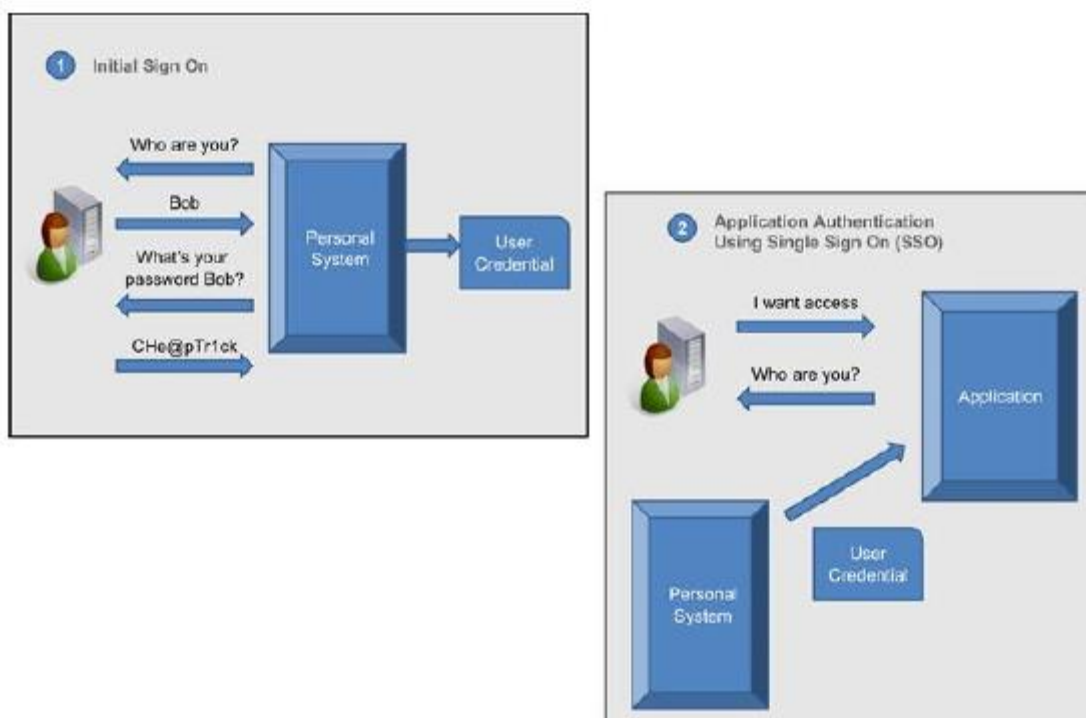 1 Initial Sign On
Who are you?
Bob
What's your
password Bob?
CHe@pTr1ck
Personal
System
User
Credential
2 Application Authentication
Using Single Sign On (SSO)
I want access
Who are you?
Application
User
Credential
Personal
System